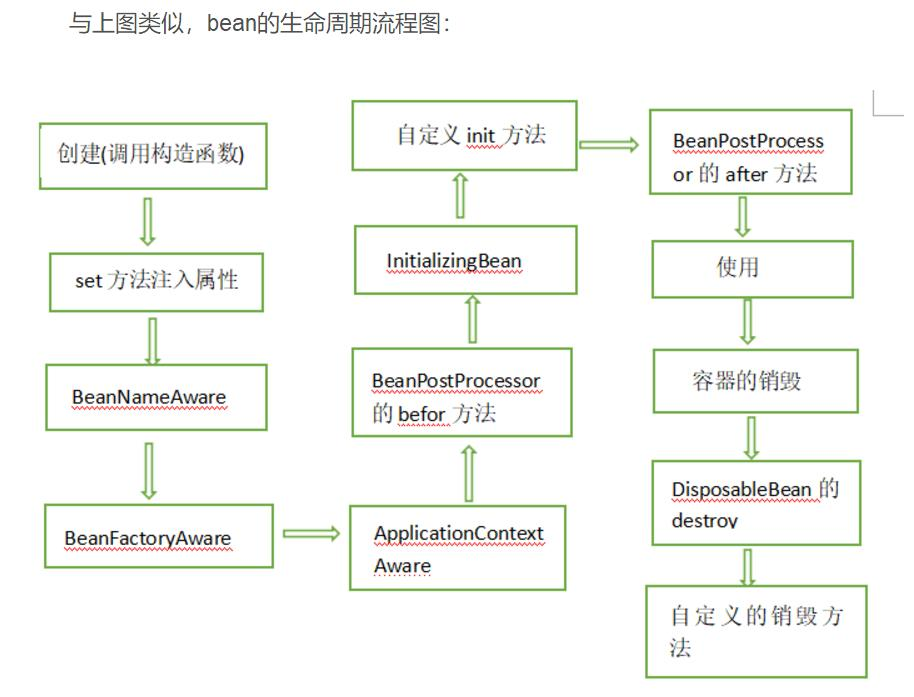 与上图类似，bean的生命周期流程图：
创建(调用构造函数)
set 方法注入属性
BeanNameAware
BeanFactoryAware
ApplicationContext
Aware
BeanPostProcessor
的 befor 方法
InitializingBean
自定义 init 方法
BeanPostProcess
or 的 after 方法
使用
容器的销毁
DisposableBean 的
destroy
自定义的销毁方
法